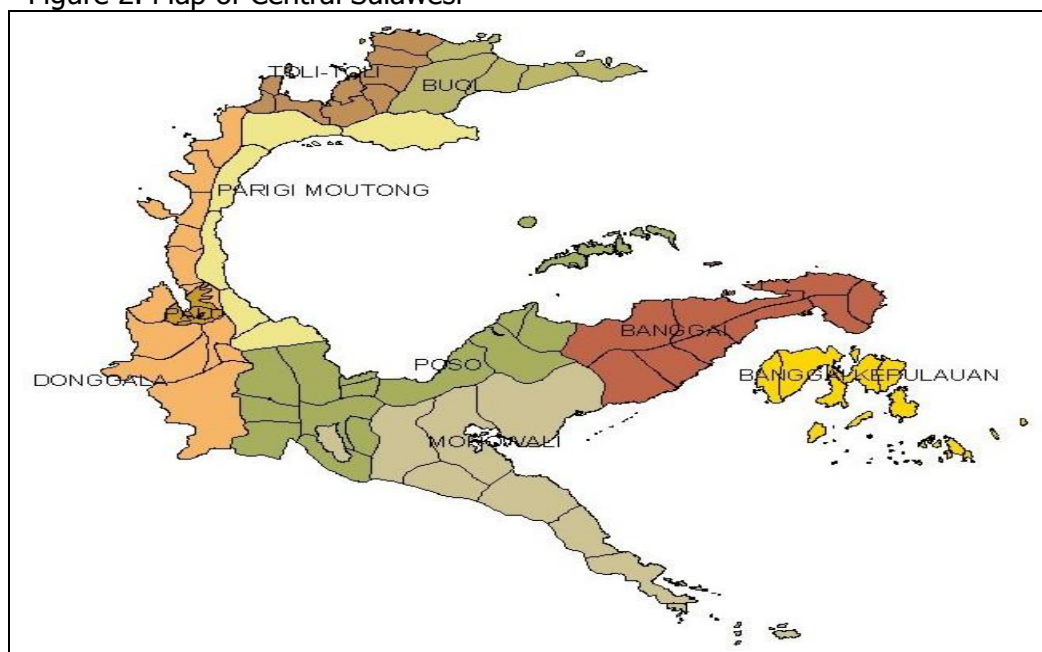 Figure 2. Map of Central Sulawesi
TOLI-TOLI
BUOL
PARIGI MOUTONG
PALU
BANGGAI
POSO
DONGGALA
BANGGAI KEPULAUAN
MOROWALI